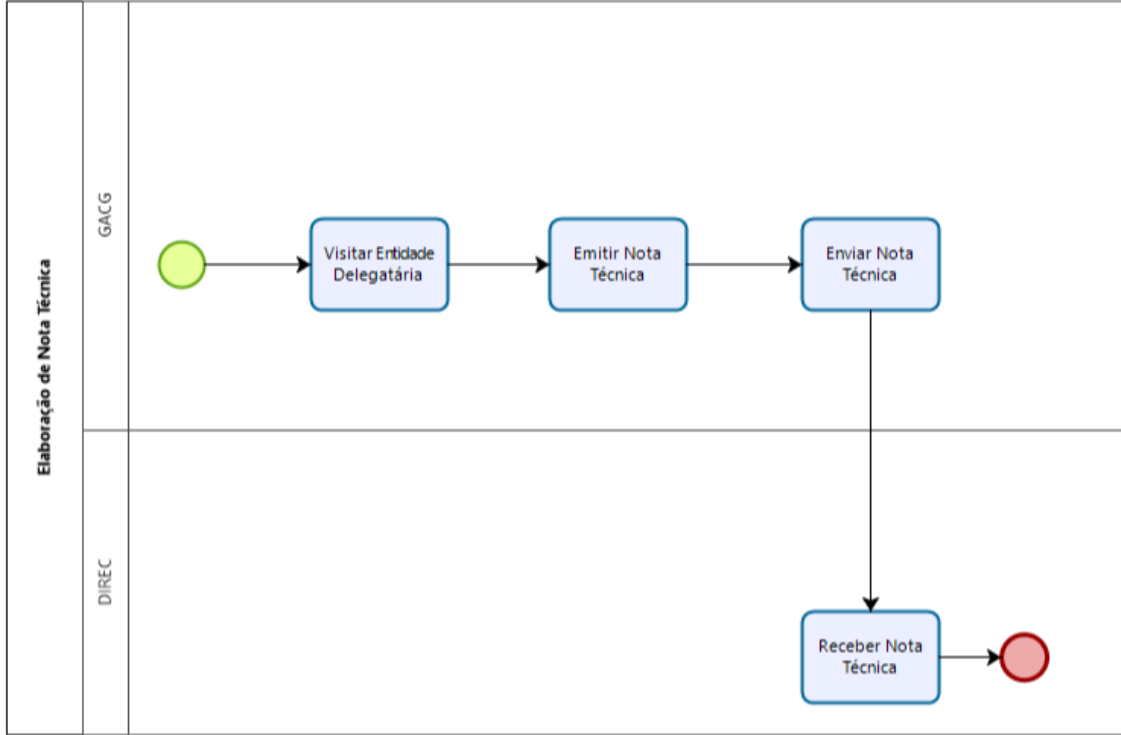 Elaboração de Nota Técnica
GACG
Visitar Entidade
Delegatária
Emitir Nota
Técnica
Enviar Nota
Técnica
DIREC
Receber Nota
Técnica